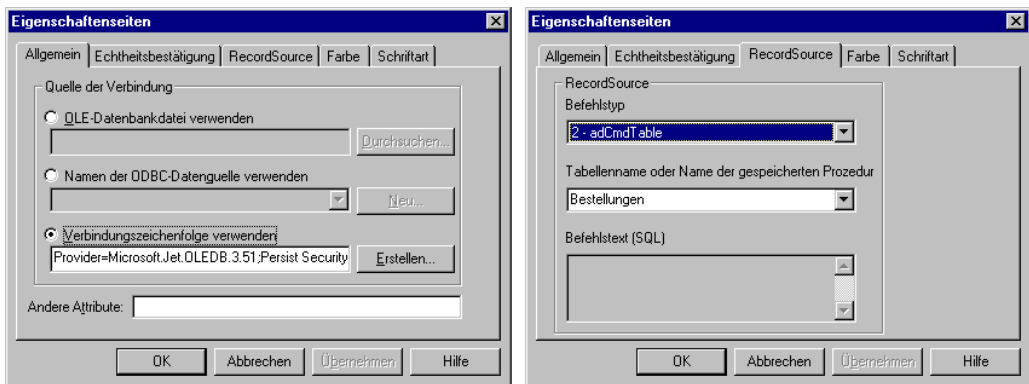 Eigenschaftenseiten
Allgemein Echtheitsbestätigung RecordSource Farbe Schriftart
Quelle der Verbindung
OLE-Datenbankdatei verwenden
Durchsuchen...
Namen der ODBC-Datenquelle verwenden
Neu...
Verbindungszeichenfolge verwenden
Provider=Microsoft.Jet.OLEDB.3.51;Persist Security
Erstellen...
Andere Attribute:
OK Abbrechen Übernehmen Hilfe
Eigenschaftenseiten
Allgemein Echtheitsbestätigung RecordSource Farbe Schriftart
RecordSource
Befehlstyp
2 - adCmdTable
Tabellenname oder Name der gespeicherten Prozedur
Bestellungen
Befehlstext (SQL)
OK Abbrechen Übernehmen Hilfe